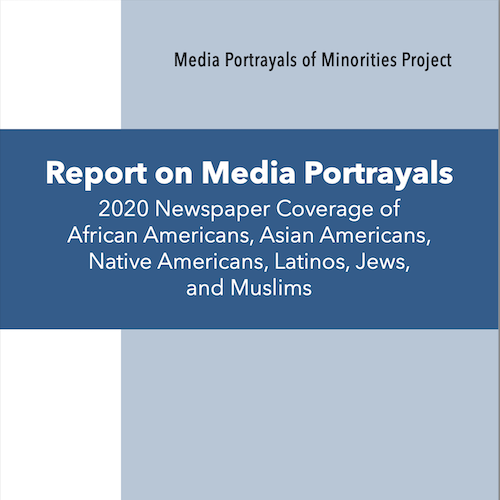 Media Portrayals of Minorities Project
Report on Media Portrayals
2020 Newspaper Coverage of
African Americans, Asian Americans,
Native Americans, Latinos, Jews,
and Muslims